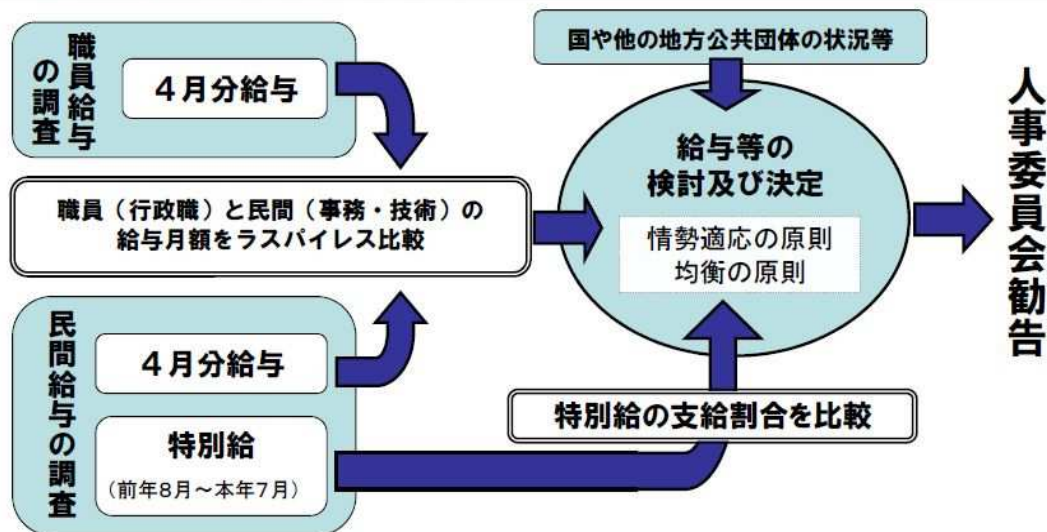 職員給与
の調査
４月分給与
国や他の地方公共団体の状況等
職員（行政職）と民間（事務・技術）の
給与月額をラスパイレス比較
給与等の
検討及び決定
情勢適応の原則
均衡の原則
人事委員会勧告
民間給与の調査
４月分給与
特別給
（前年8月～本年7月）
特別給の支給割合を比較